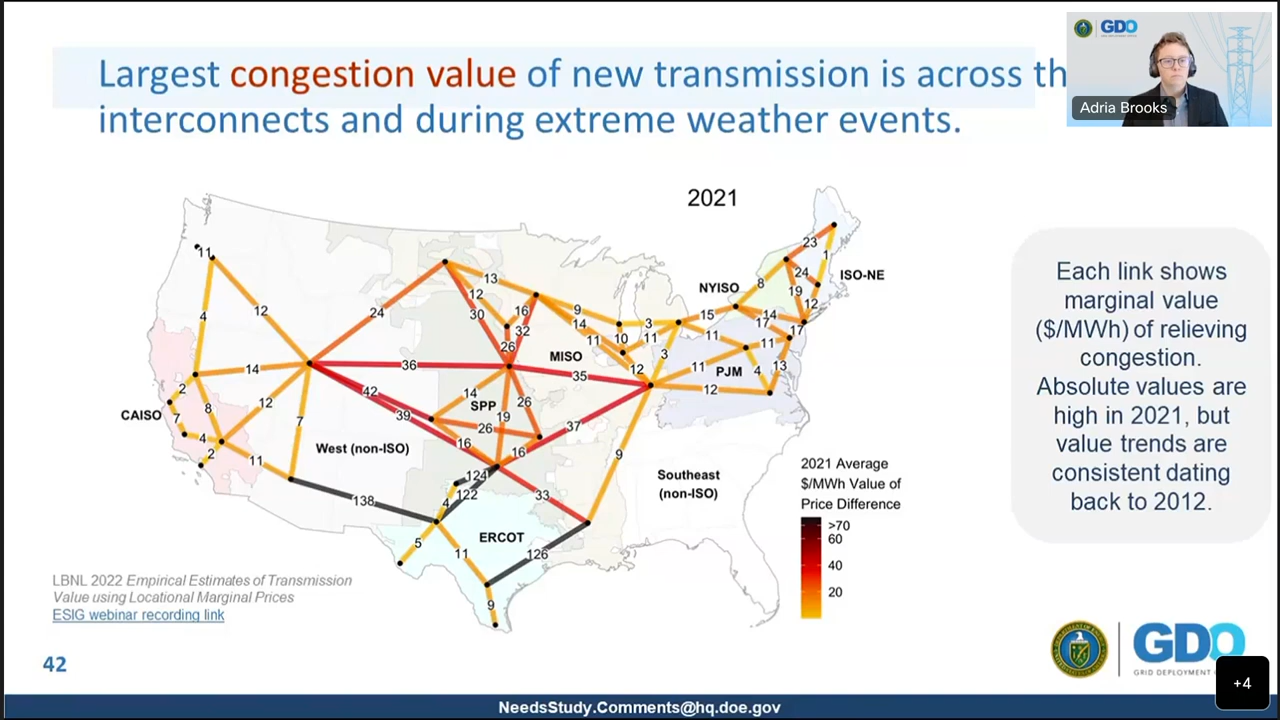 Largest congestion value of new transmission is across th
interconnects and during extreme weather events.
GDO
GRID DEPLOYMENT OFFICE
Adria Brooks
2021
11
4
12
24
13
12
30
16
32
26
9
14
11
10
3
11
12
3
15
8
23
1
24
19
12
14
17
17
11
11
11
4
13
12
NYISO
ISO-NE
MISO
PJM
14
36
35
42
39
14
SPP
19
26
26
16
16
37
2
8
12
7
CAISO
7
4
2
11
West (non-ISO)
138
124
122
4
33
9
Southeast
(non-ISO)
ERCOT
5
11
126
9
2021 Average
$/MWh Value of
Price Difference
>70
60
40
20
Each link shows
marginal value
($/MWh) of relieving
congestion.
Absolute values are
high in 2021, but
value trends are
consistent dating
back to 2012.
LBNL 2022 Empirical Estimates of Transmission
Value using Locational Marginal Prices
ESIG webinar recording link
42
GDO
GRID DEPLOYMENT
+4
NeedsStudy.Comments@hq.doe.gov